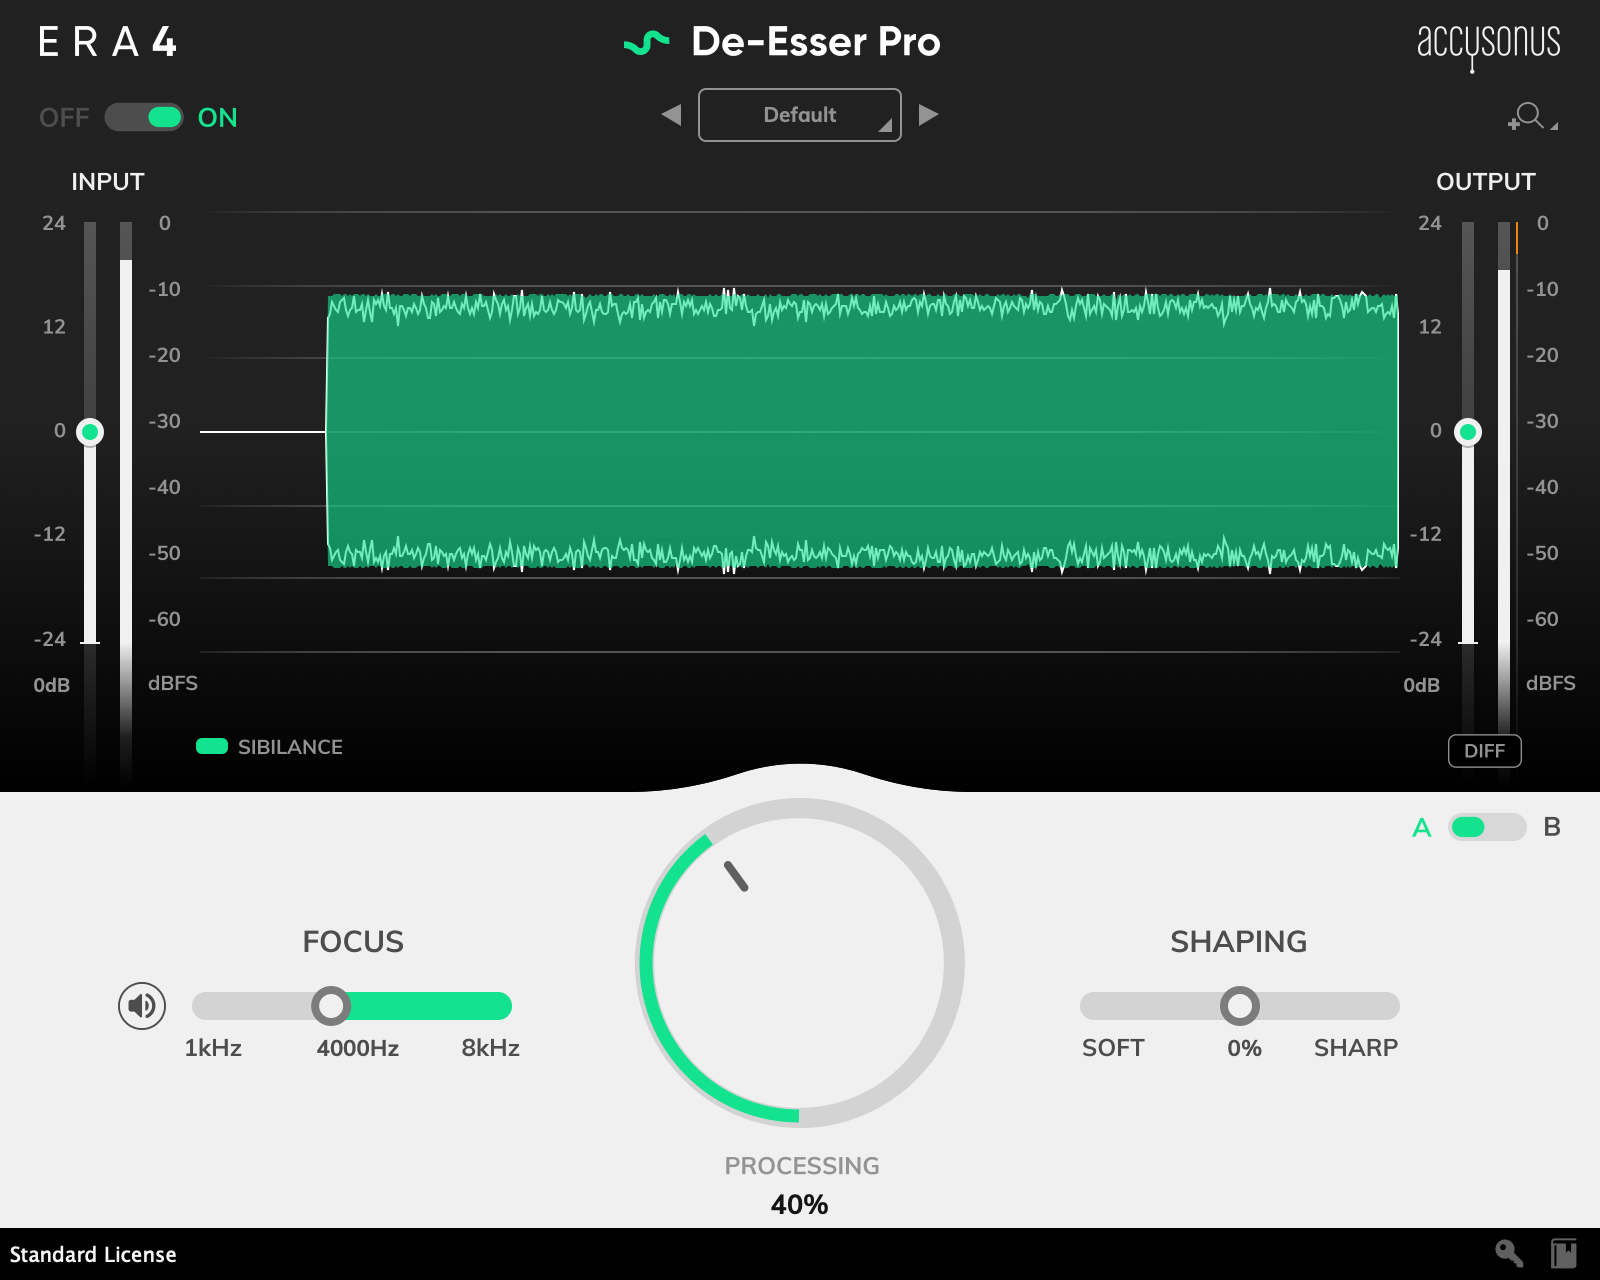 ERA4
De-Esser Pro
accusonus
OFF ON
Default
INPUT
24
12
0
-12
-24
0dB
0
-10
-20
-30
-40
-50
-60
dBFS
OUTPUT
24
12
0
-12
-24
0dB
0
-10
-20
-30
-40
-50
-60
dBFS
SIBILANCE
DIFF
A B
FOCUS
1kHz 4000Hz 8kHz
SHAPING
SOFT 0% SHARP
PROCESSING
40%
Standard License